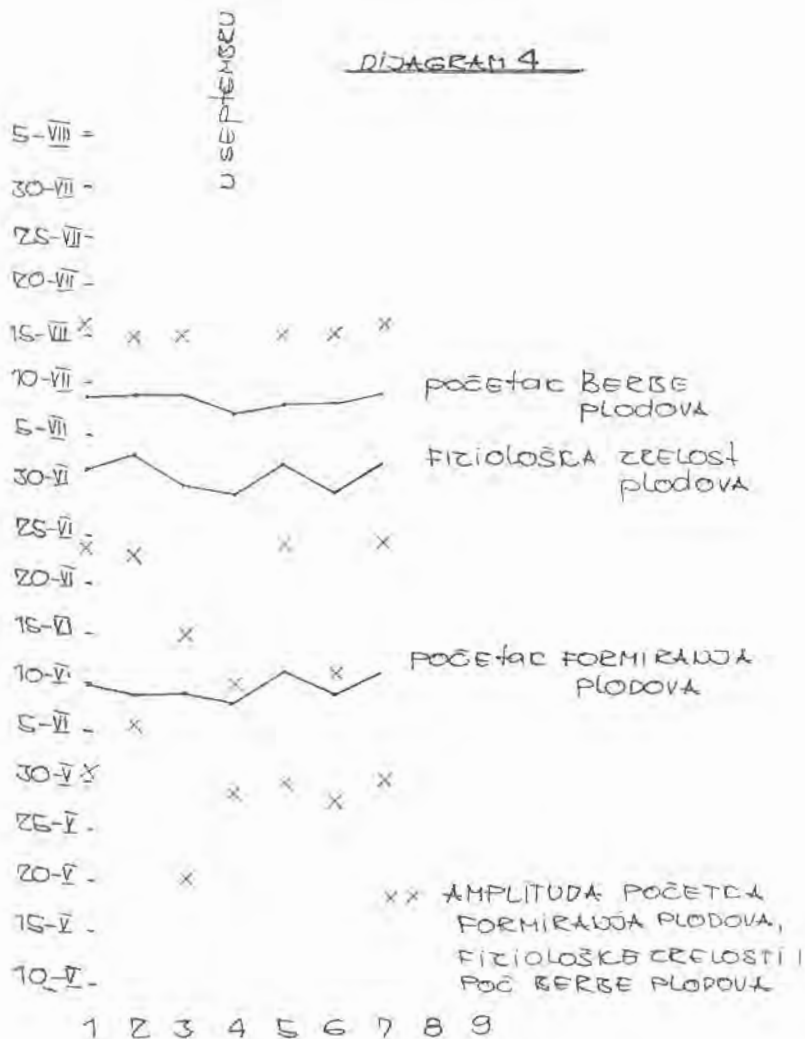 DIJAGRAM 4
U SEPTEMBRU
5-VIII
30-VII
25-VII
20-VII
15-VII
10-VII
5-VII
30-VI
25-VI
20-VI
15-VI
10-VI
5-VI
30-V
25-V
20-V
15-V
10-V
POČEtAC BERBE
PLODOVA
FIZIOLOŠKA ZRELOSt
PLODOVA
POČEtAC FORMIRANJA
PLODOVA
×× AMPLITUDA POČETKA
FORMIRANJA PLODOVA,
FIZIOLOŠKE ZRELOSTI I
POČ BERBE PLODOVA
1 2 3 4 5 6 7 8 9